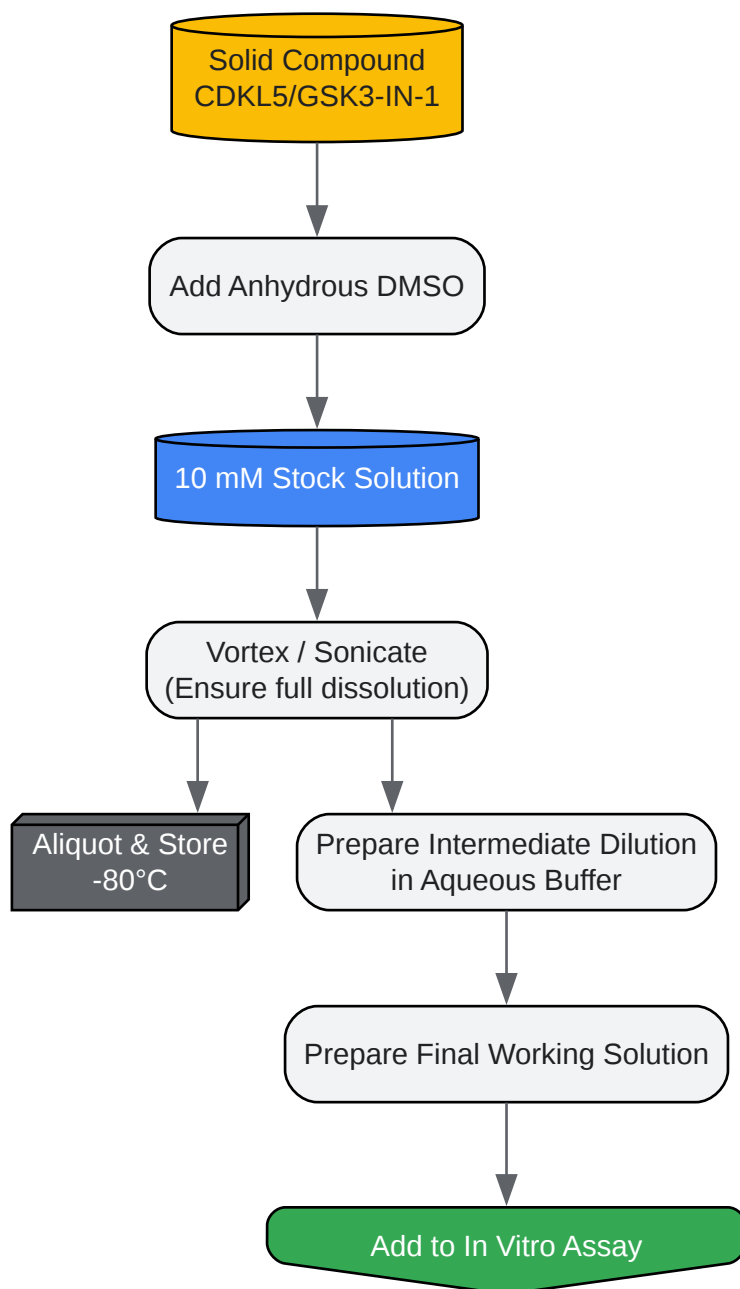 Solid Compound
CDKL5/GSK3-IN-1
Add Anhydrous DMSO
10 mM Stock Solution
Vortex / Sonicate
(Ensure full dissolution)
Aliquot & Store
-80°C
Prepare Intermediate Dilution
in Aqueous Buffer
Prepare Final Working Solution
Add to In Vitro Assay